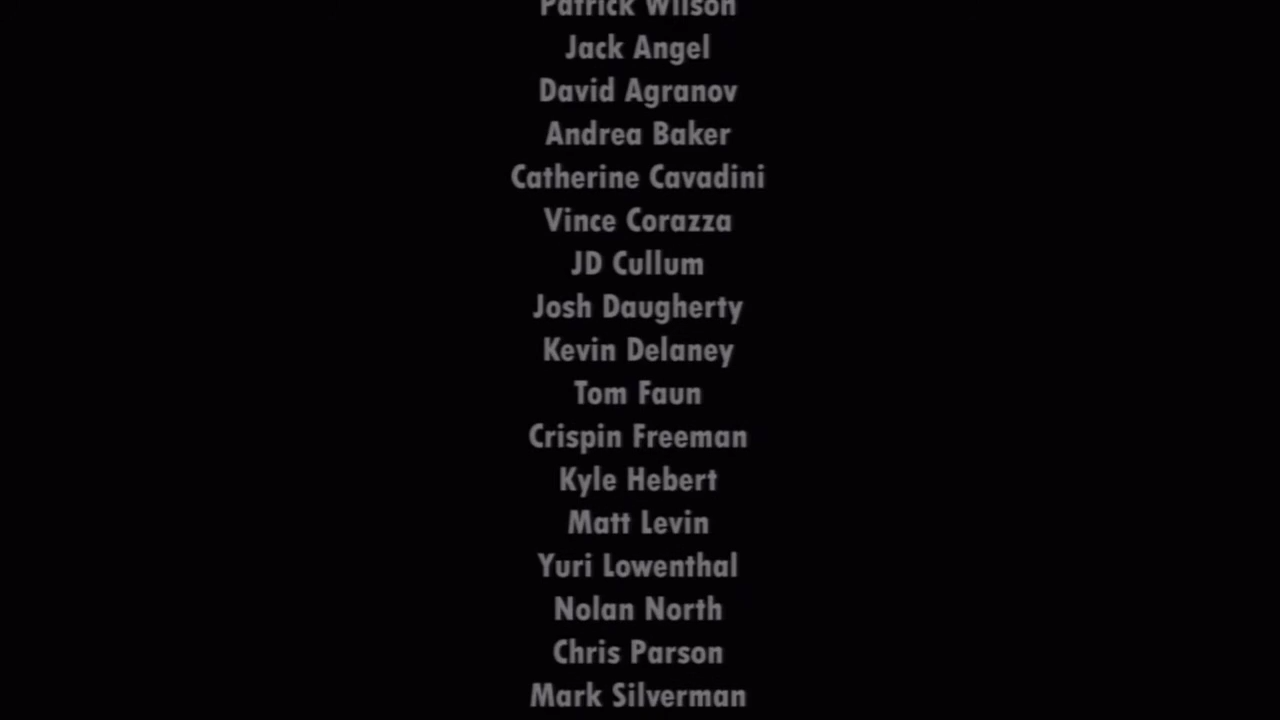 Patrick Wilson
Jack Angel
David Agranov
Andrea Baker
Catherine Cavadini
Vince Corazza
JD Cullum
Josh Daugherty
Kevin Delaney
Tom Faun
Crispin Freeman
Kyle Hebert
Matt Levin
Yuri Lowenthal
Nolan North
Chris Parson
Mark Silverman